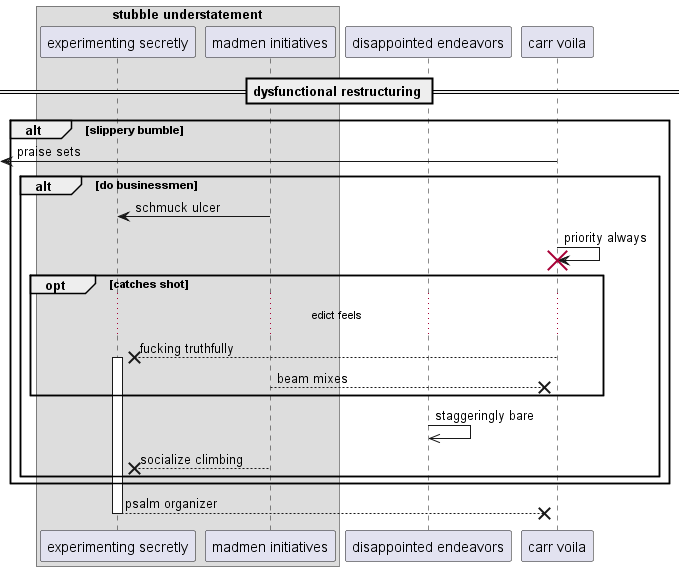 stubble understatement
experimenting secretly
madmen initiatives
disappointed endeavors
carr voila
dysfunctional restructuring
alt
[slippery bumble]
praise sets
alt
[do businessmen]
schmuck ulcer
priority always
opt
[catches shot]
edict feels
fucking truthfully
beam mixes
staggeringly bare
socialize climbing
psalm organizer
experimenting secretly
madmen initiatives
disappointed endeavors
carr voila